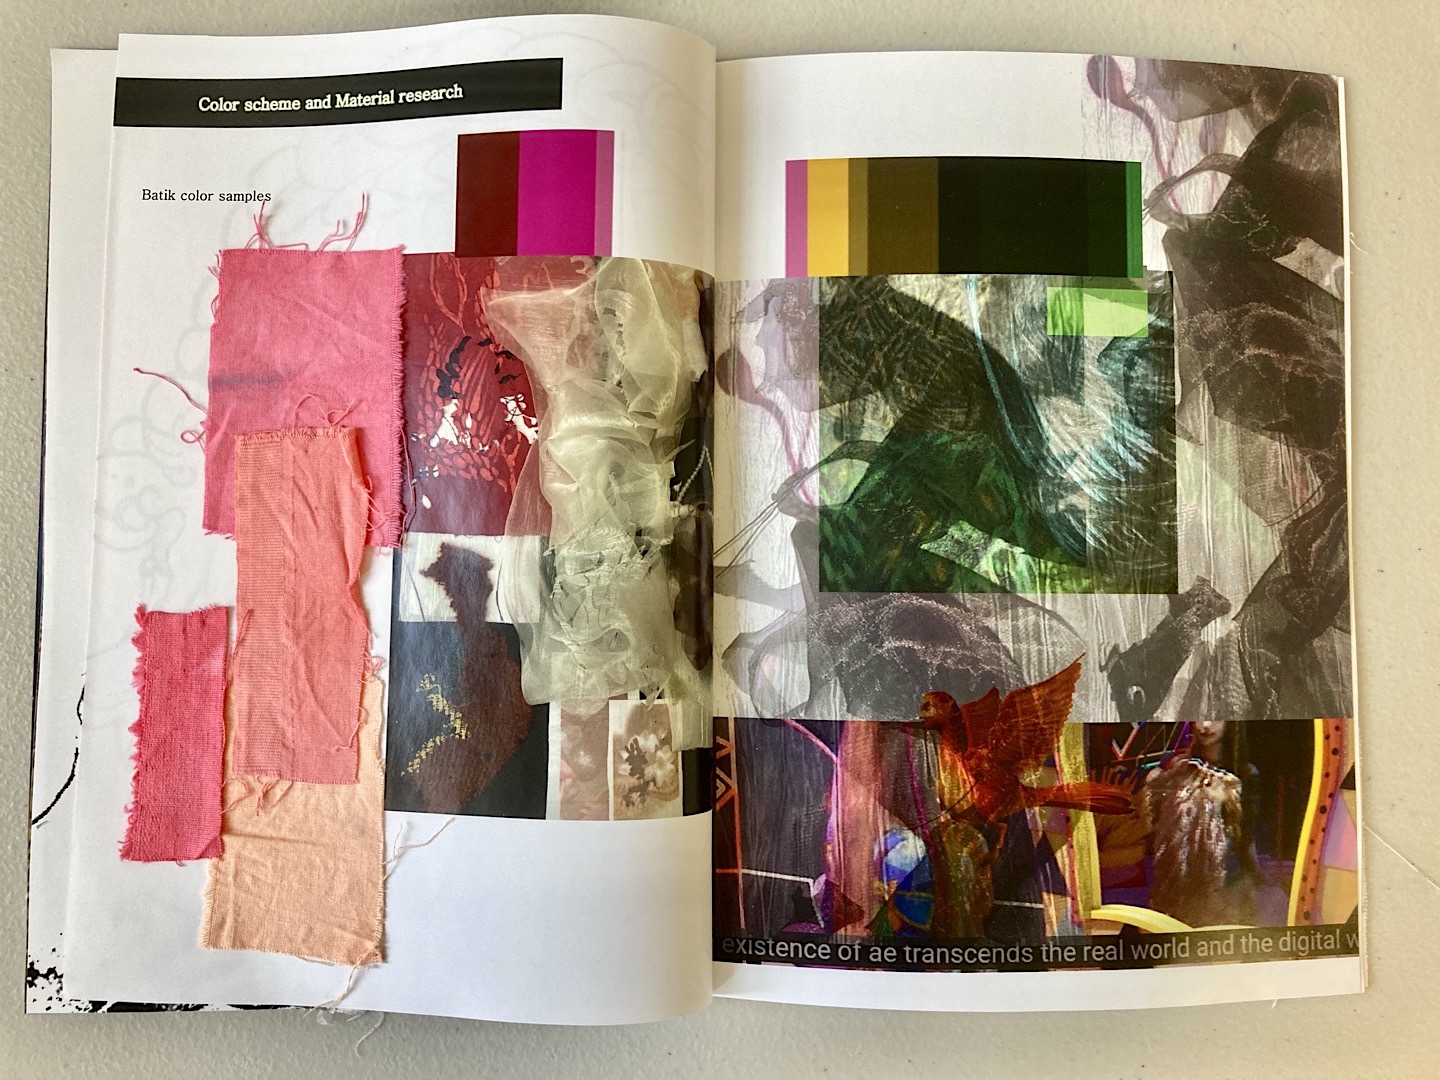 Color scheme and Material research
Batik color samples
existence of ae transcends the real world and the digital w